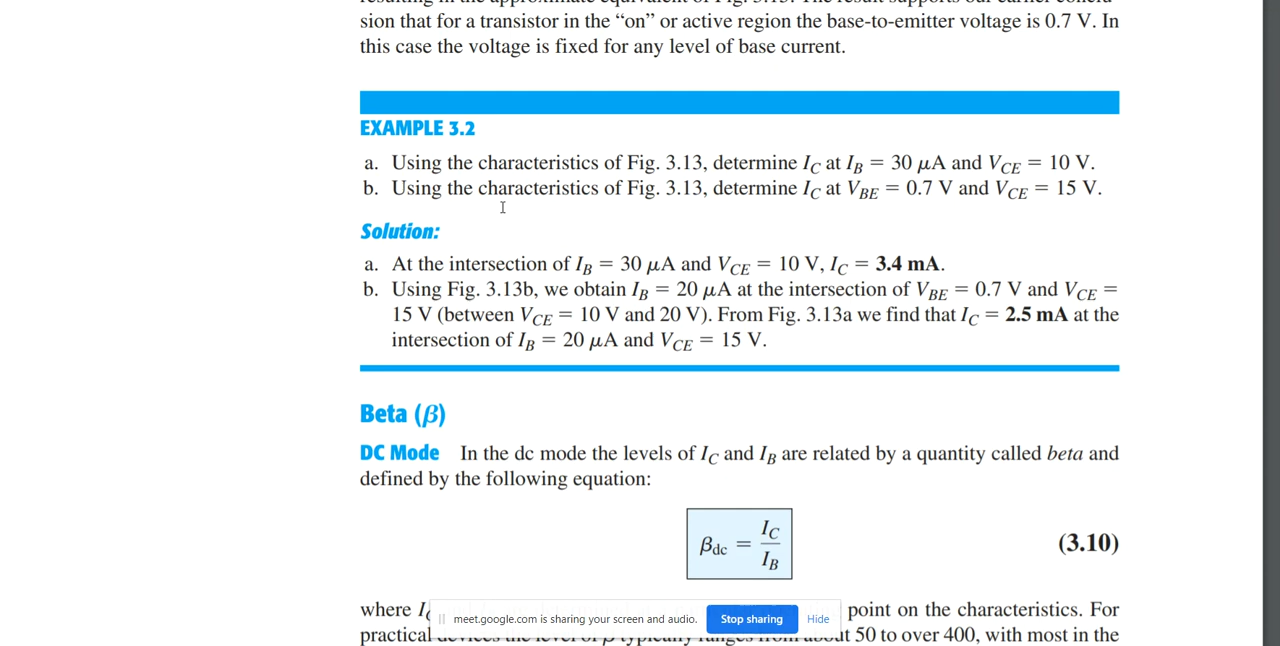 sion that for a transistor in the “on” or active region the base-to-emitter voltage is 0.7 V. In
this case the voltage is fixed for any level of base current.
EXAMPLE 3.2
a. Using the characteristics of Fig. 3.13, determine I_C at I_B = 30 μA and V_CE = 10 V.
b. Using the characteristics of Fig. 3.13, determine I_C at V_BE = 0.7 V and V_CE = 15 V.
Solution:
a. At the intersection of I_B = 30 μA and V_CE = 10 V, I_C = 3.4 mA.
b. Using Fig. 3.13b, we obtain I_B = 20 μA at the intersection of V_BE = 0.7 V and V_CE =
15 V (between V_CE = 10 V and 20 V). From Fig. 3.13a we find that I_C = 2.5 mA at the
intersection of I_B = 20 μA and V_CE = 15 V.
Beta (β)
DC Mode In the dc mode the levels of I_C and I_B are related by a quantity called beta and
defined by the following equation:
β_dc = I_C / I_B
(3.10)
where point on the characteristics. For
meet.google.com is sharing your screen and audio. Stop sharing Hide
practical 50 to over 400, with most in the